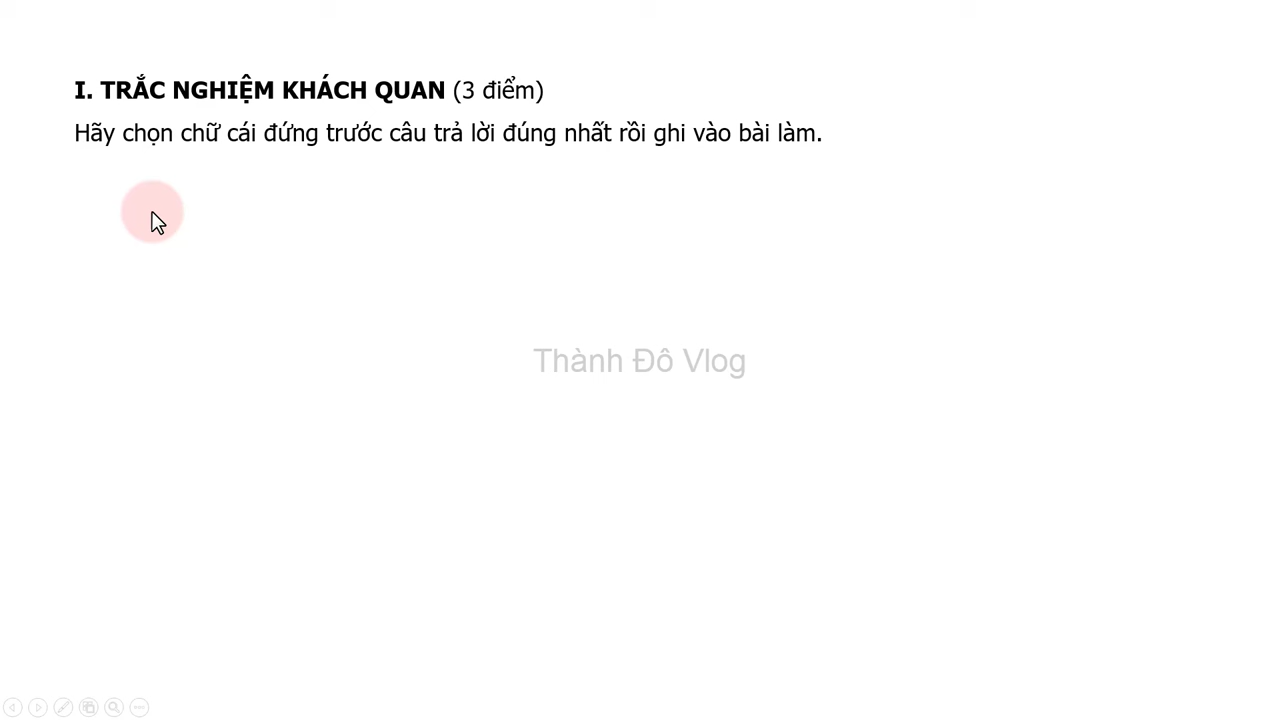 I. TRẮC NGHIỆM KHÁCH QUAN (3 điểm)
Hãy chọn chữ cái đứng trước câu trả lời đúng nhất rồi ghi vào bài làm.
Thành Đô Vlog